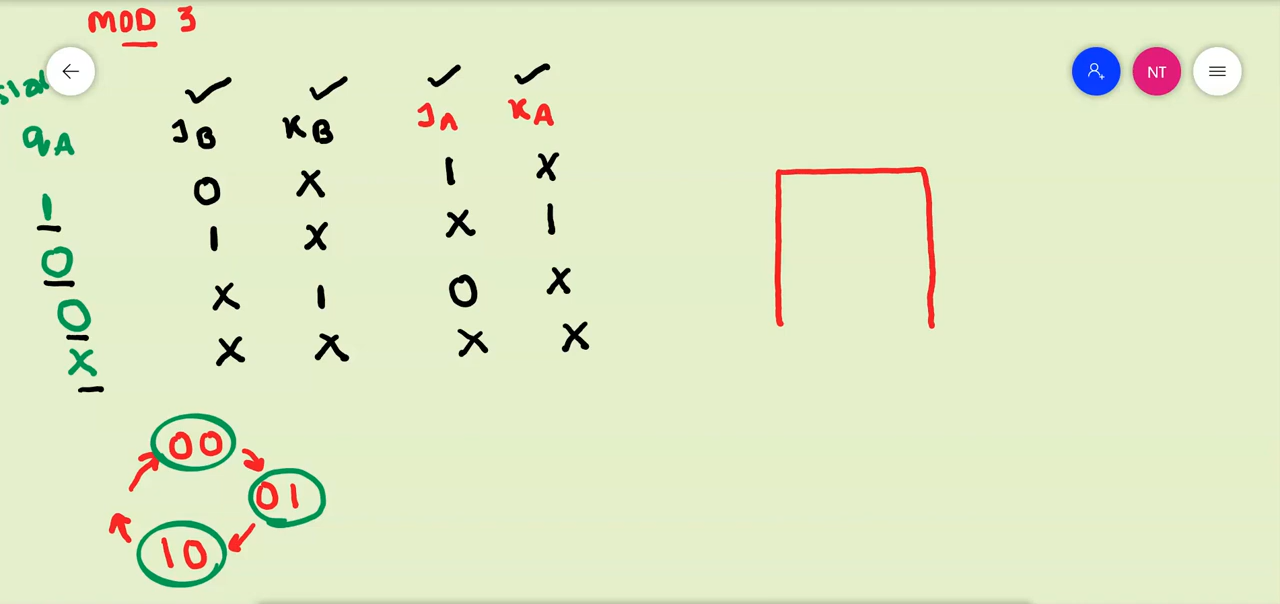 MOD 3
qA JB KB JA KA
1 0 X 1 X
0 1 X X 1
0 X 1 0 X
X X X X X
00
01
10
NT